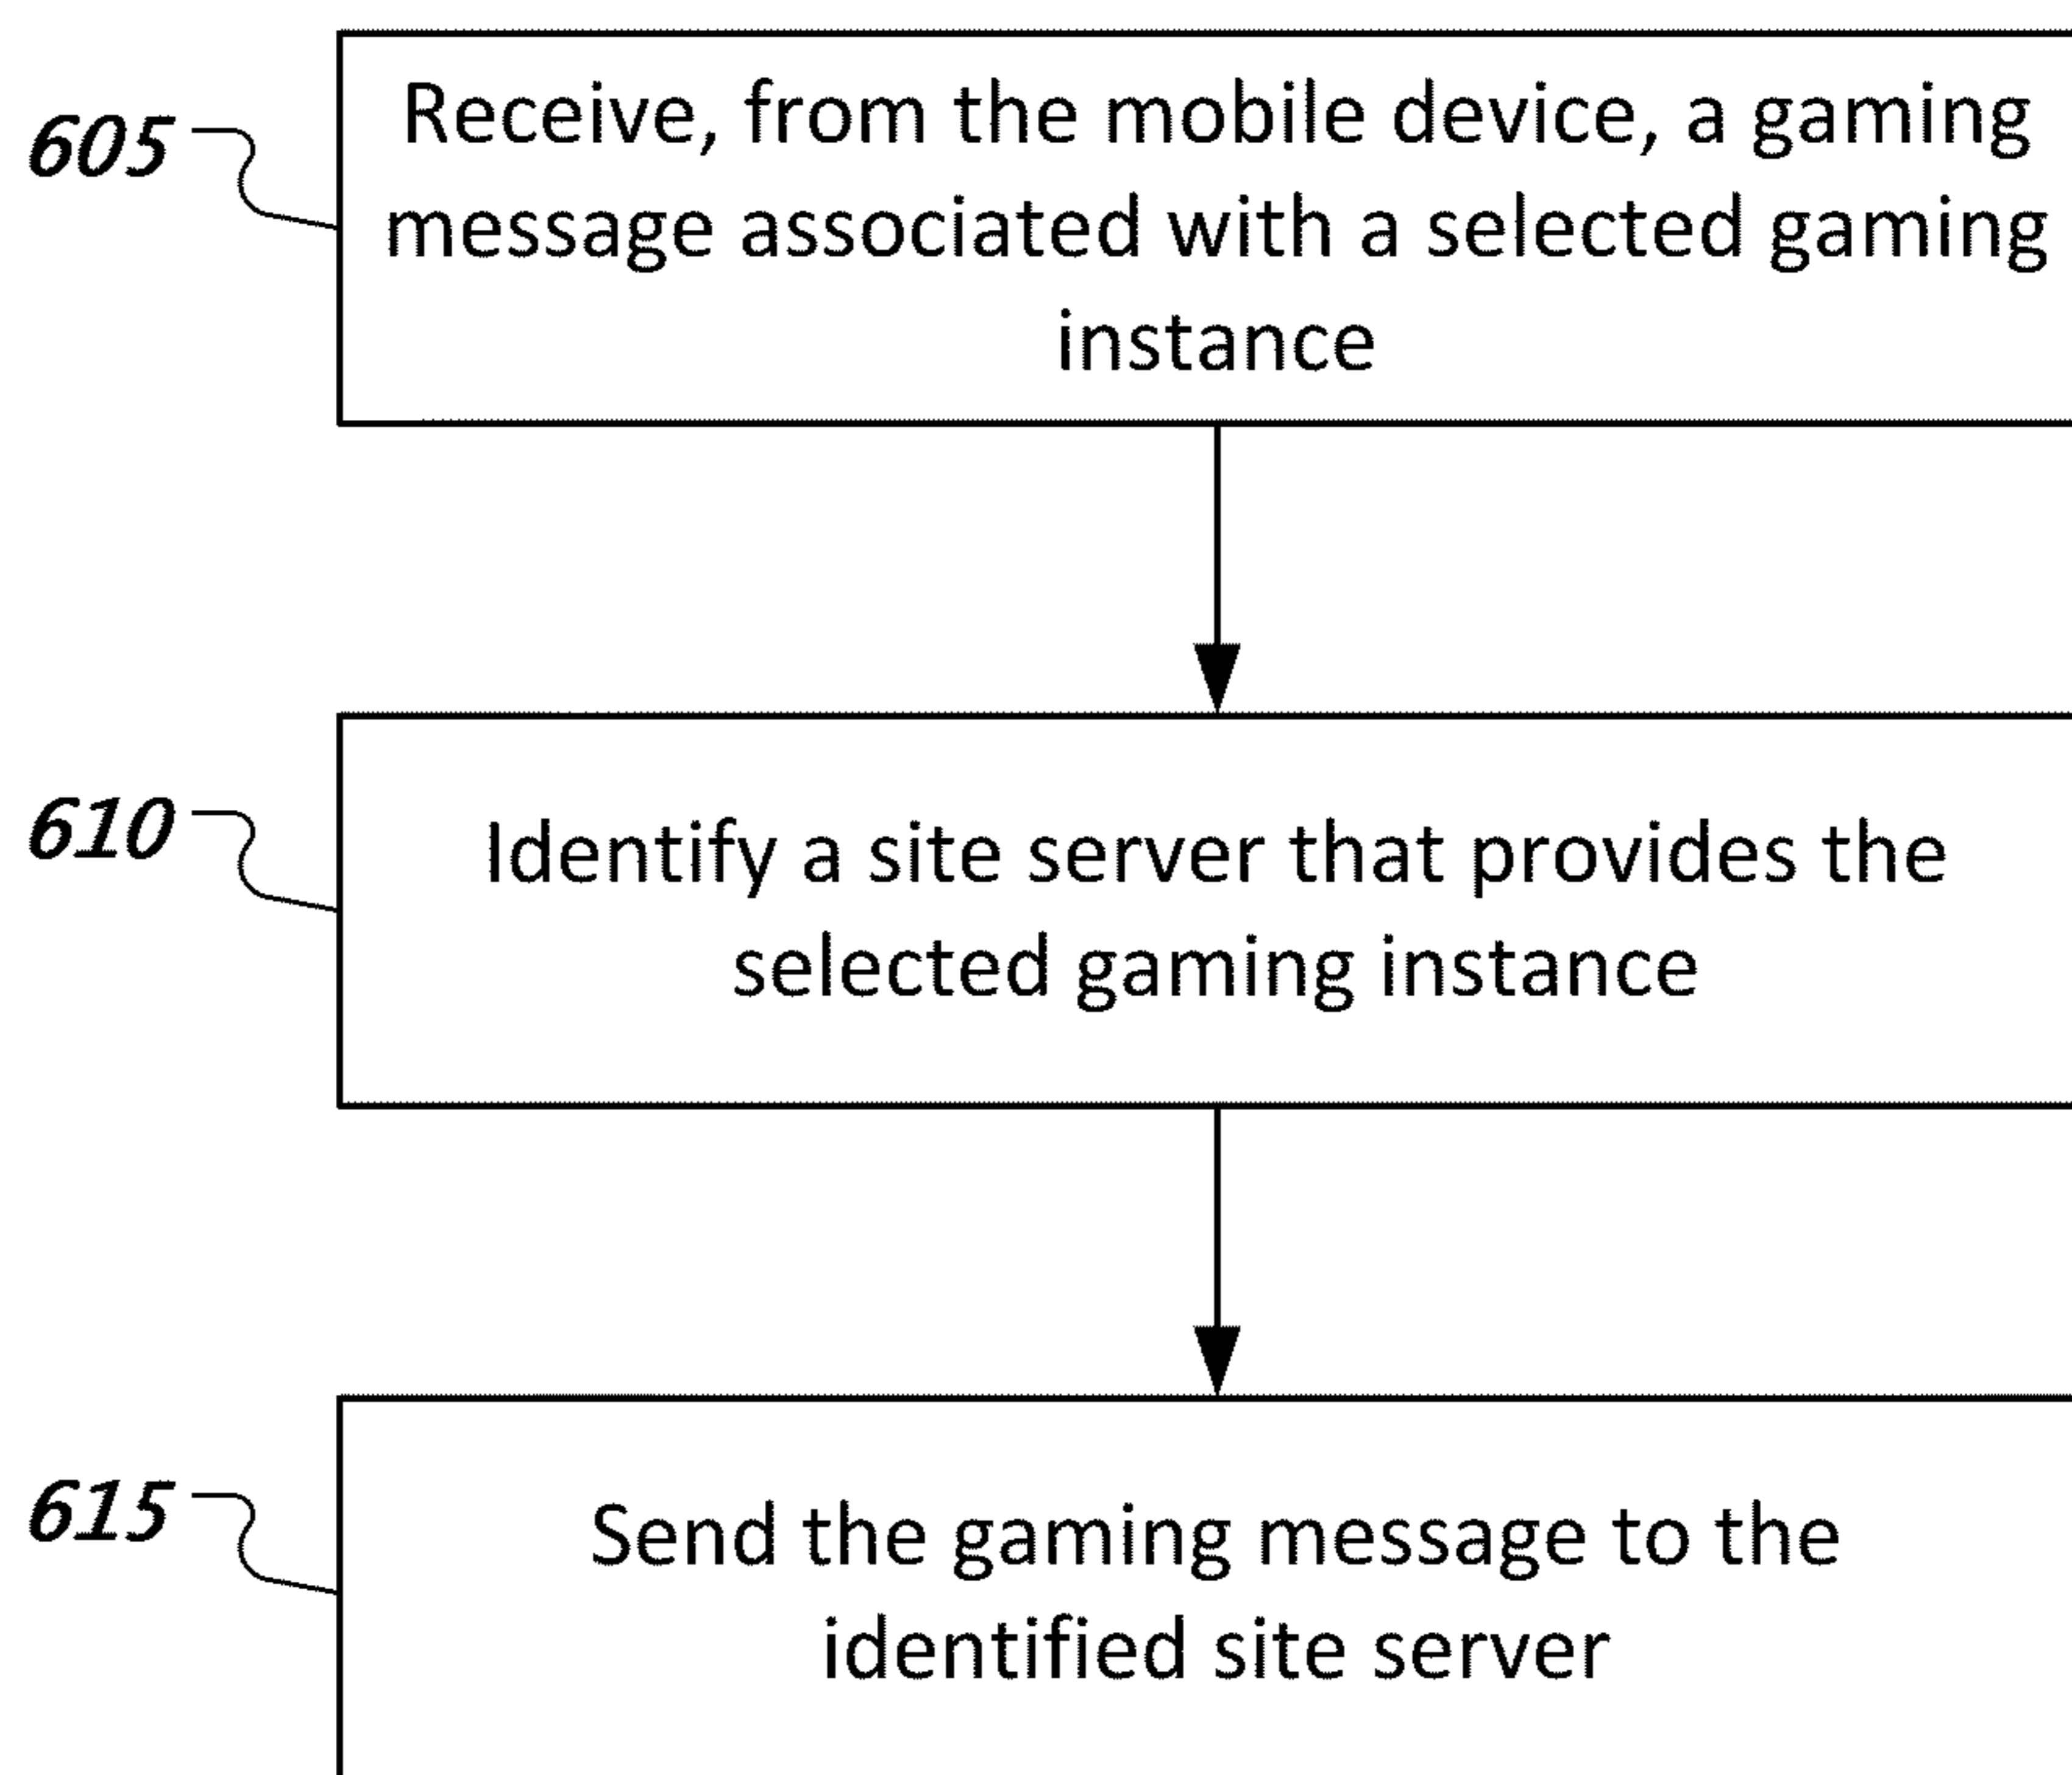 605
Receive, from the mobile device, a gaming
message associated with a selected gaming
instance
610
Identify a site server that provides the
selected gaming instance
615
Send the gaming message to the
identified site server